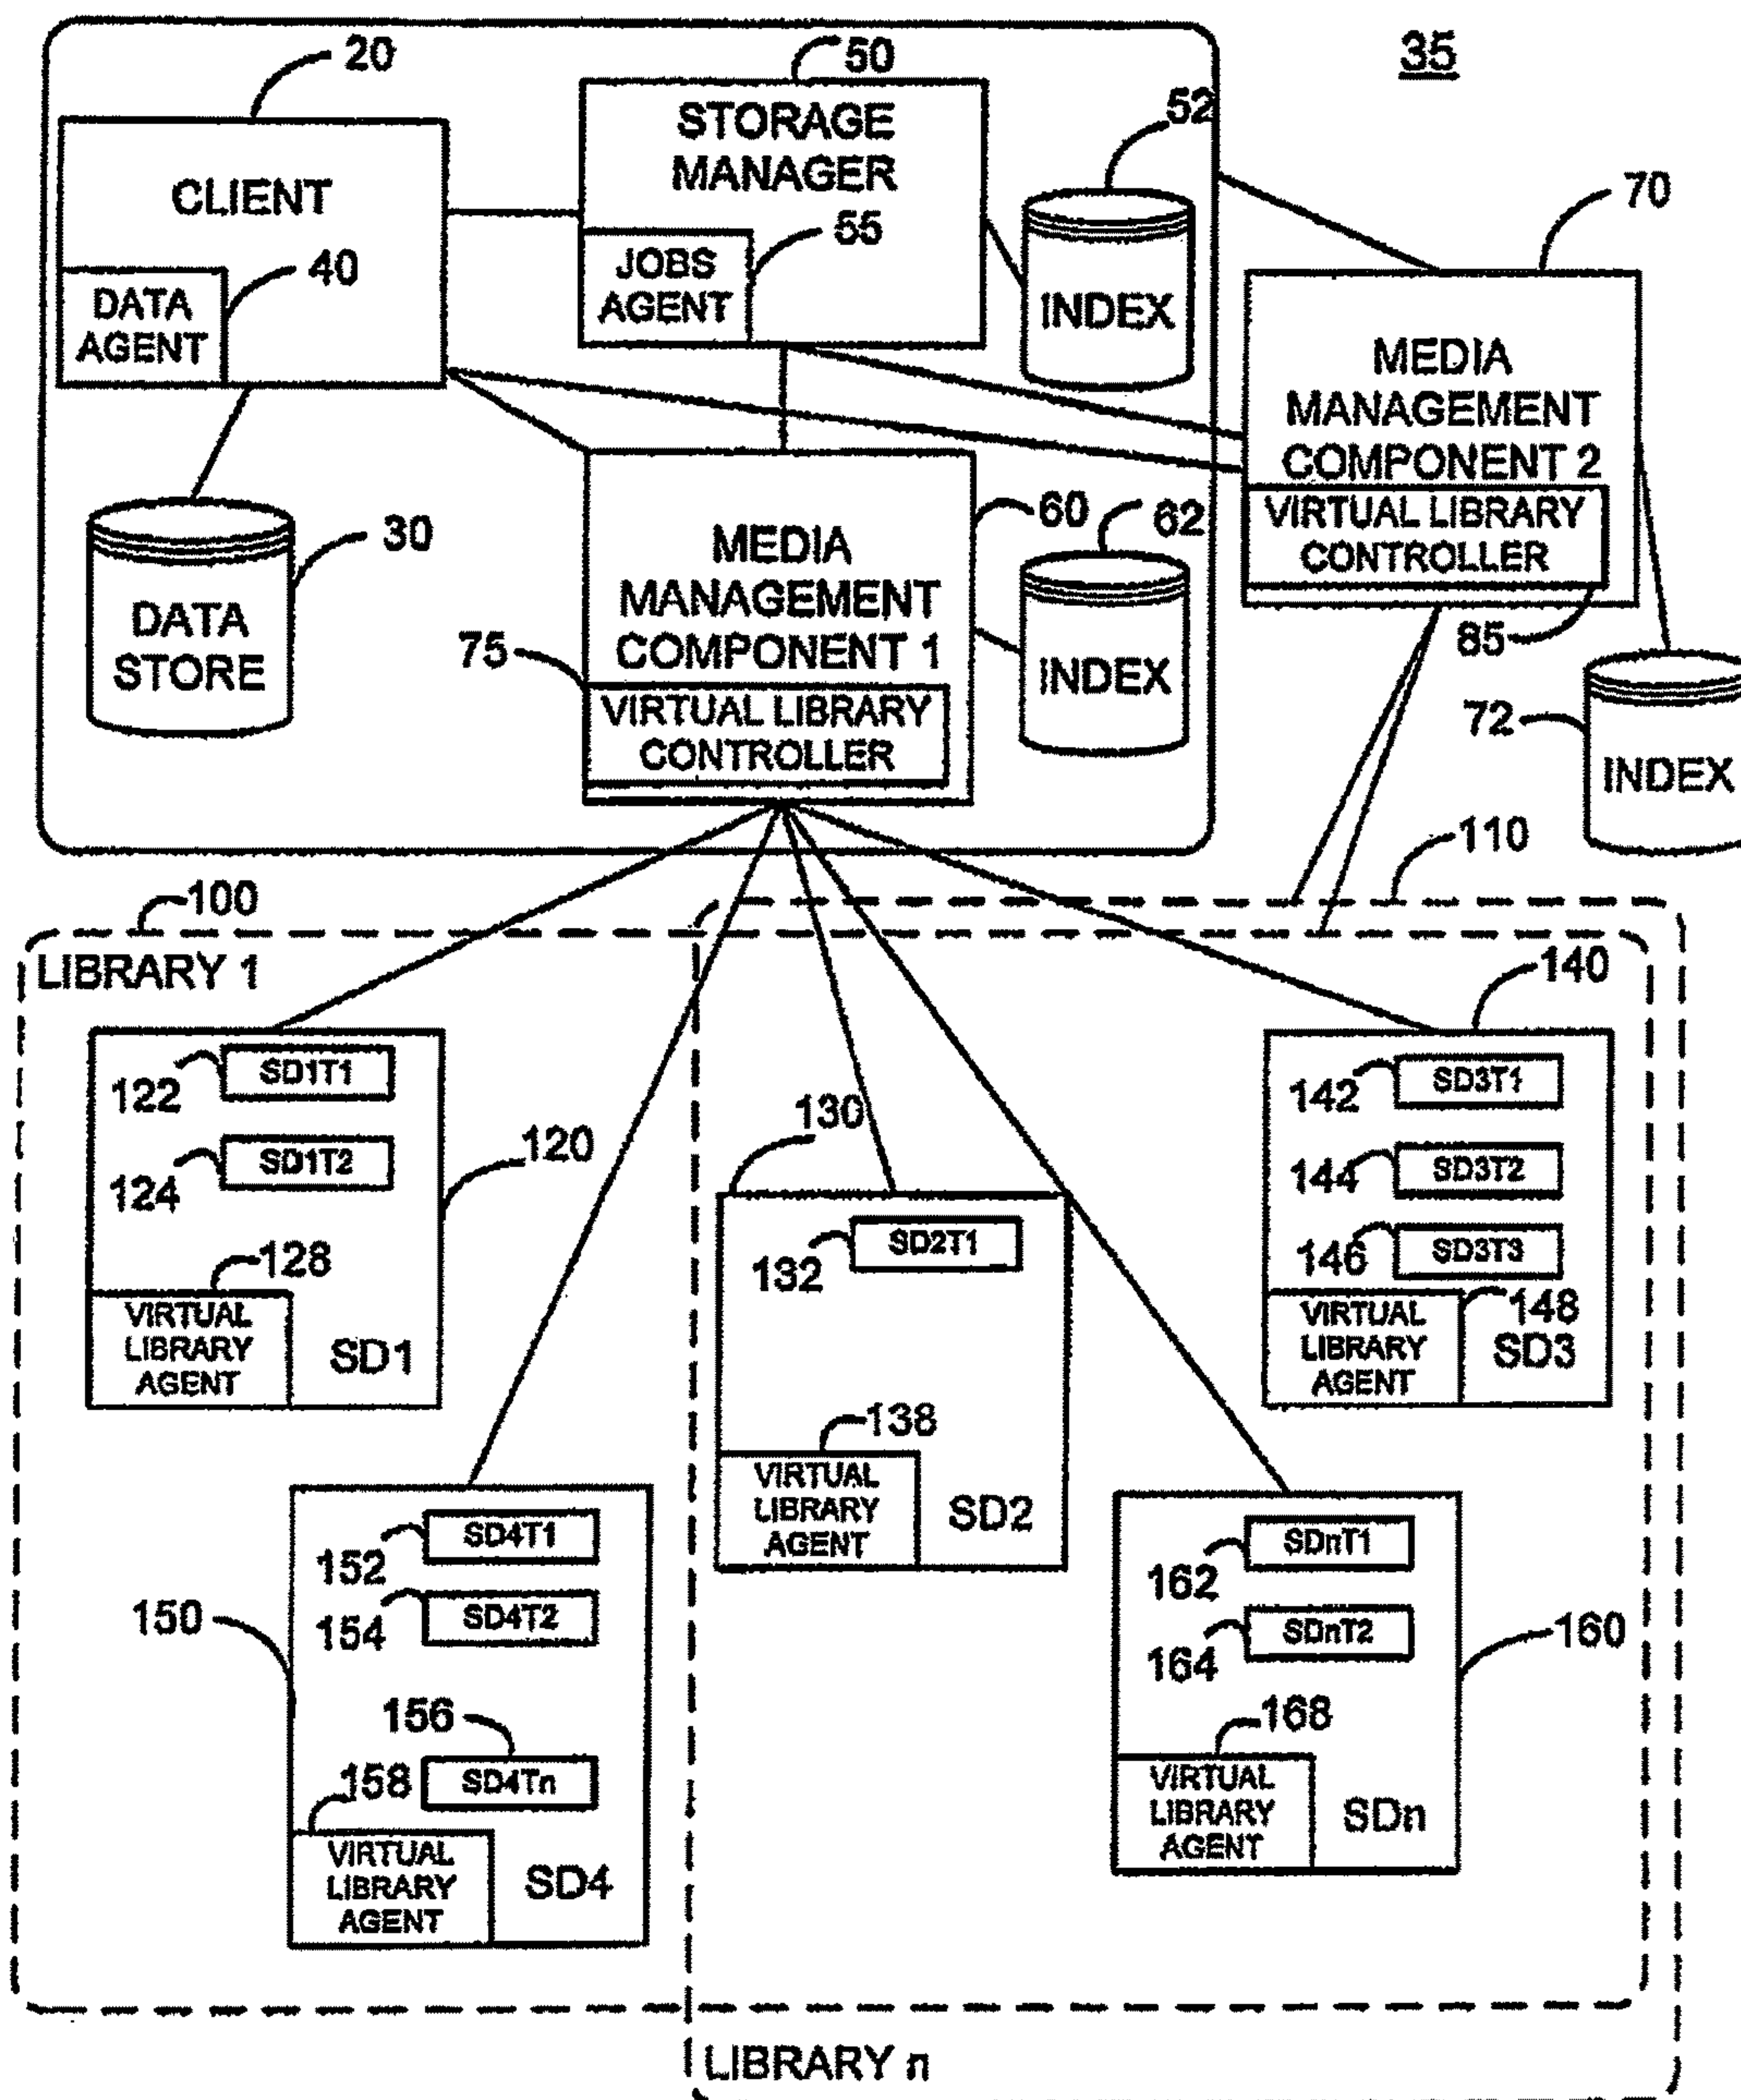 35
20
50
52
70
CLIENT
STORAGE
MANAGER
55
JOBS
AGENT
INDEX
40
DATA
AGENT
MEDIA
MANAGEMENT
COMPONENT 2
VIRTUAL LIBRARY
CONTROLLER
85
30
DATA
STORE
60
62
MEDIA
MANAGEMENT
COMPONENT 1
75
VIRTUAL LIBRARY
CONTROLLER
INDEX
72
INDEX
110
100
LIBRARY 1
140
122
SD1T1
124
SD1T2
120
128
VIRTUAL
LIBRARY
AGENT
SD1
130
132
SD2T1
138
VIRTUAL
LIBRARY
AGENT
SD2
142
SD3T1
144
SD3T2
146
SD3T3
148
VIRTUAL
LIBRARY
AGENT
SD3
150
152
SD4T1
154
SD4T2
156
SD4Tn
158
VIRTUAL
LIBRARY
AGENT
SD4
162
SDnT1
164
SDnT2
160
168
VIRTUAL
LIBRARY
AGENT
SDn
LIBRARY n